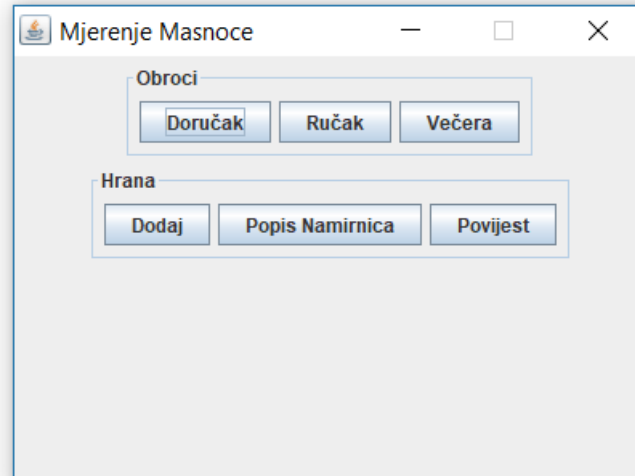 Mjerenje Masnoce
Obroci
Doručak Ručak Večera
Hrana
Dodaj Popis Namirnica Povijest